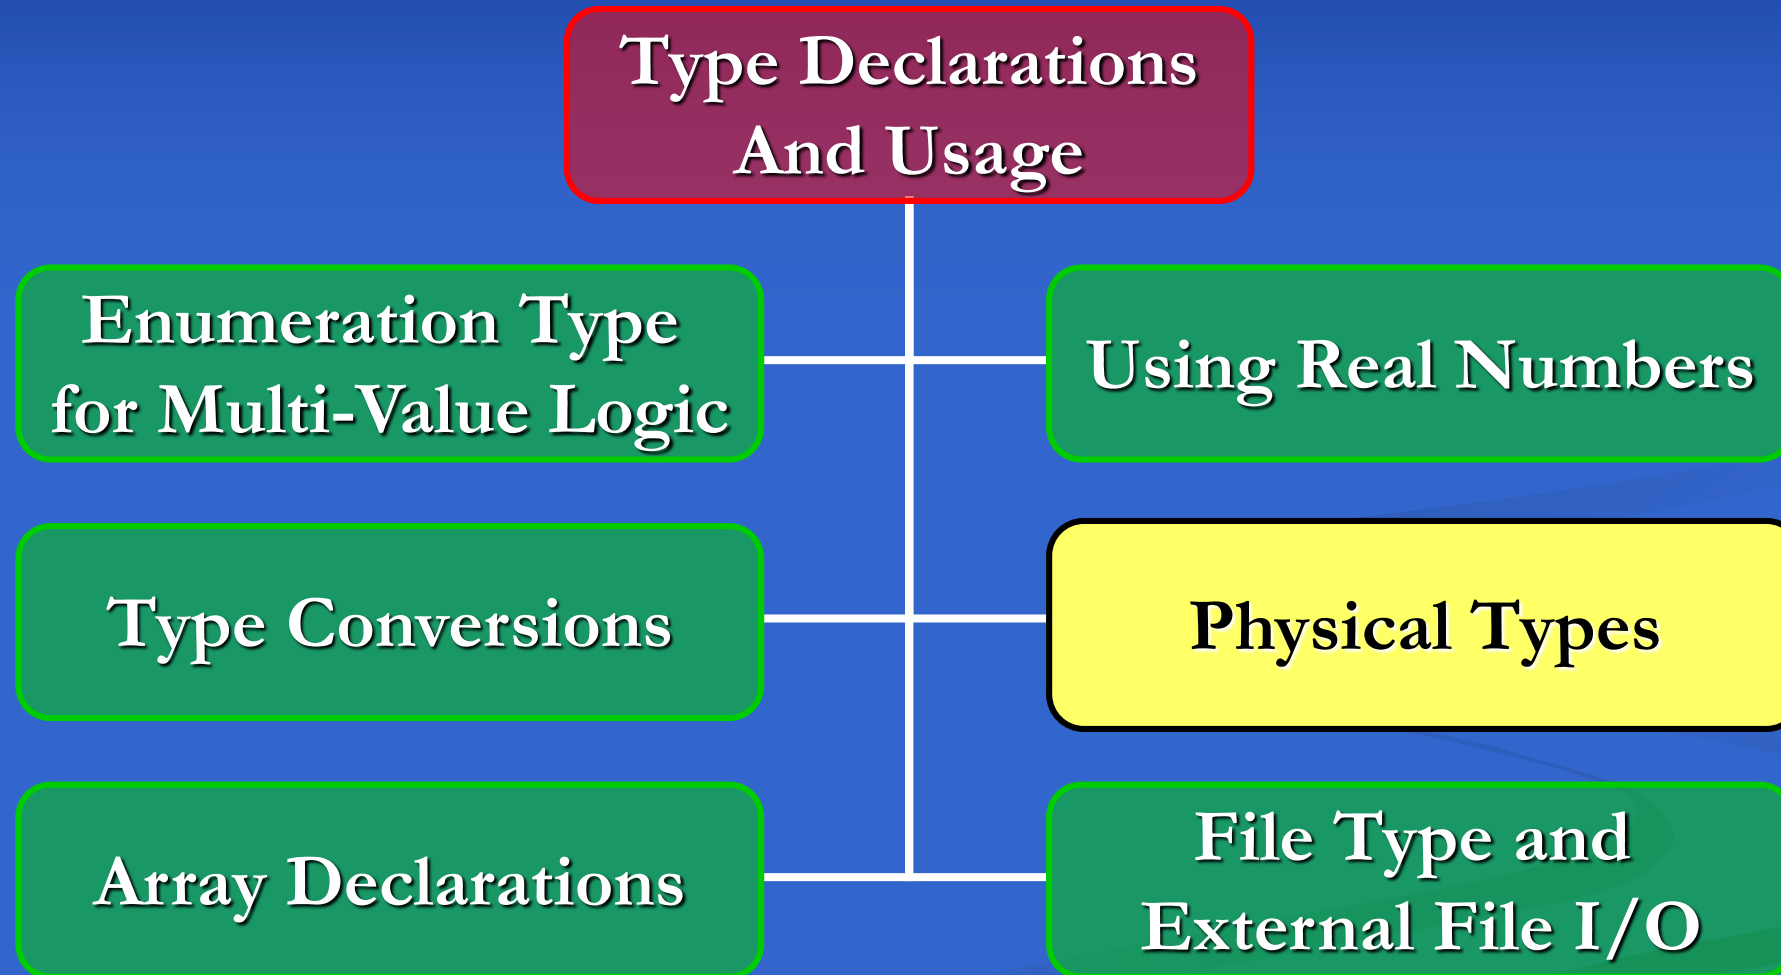 Type Declarations
And Usage
Enumeration Type
for Multi-Value Logic
Using Real Numbers
Type Conversions
Physical Types
Array Declarations
File Type and
External File I/O